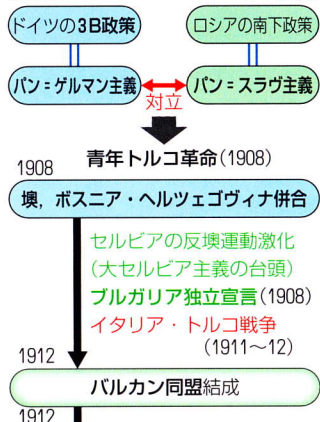 ドイツの3B政策
ロシアの南下政策
パン=ゲルマン主義
パン=スラヴ主義
対立
青年トルコ革命(1908)
1908
墺，ボスニア・ヘルツェゴヴィナ併合
セルビアの反墺運動激化
(大セルビア主義の台頭)
ブルガリア独立宣言(1908)
イタリア・トルコ戦争
(1911〜12)
1912
バルカン同盟結成
1912